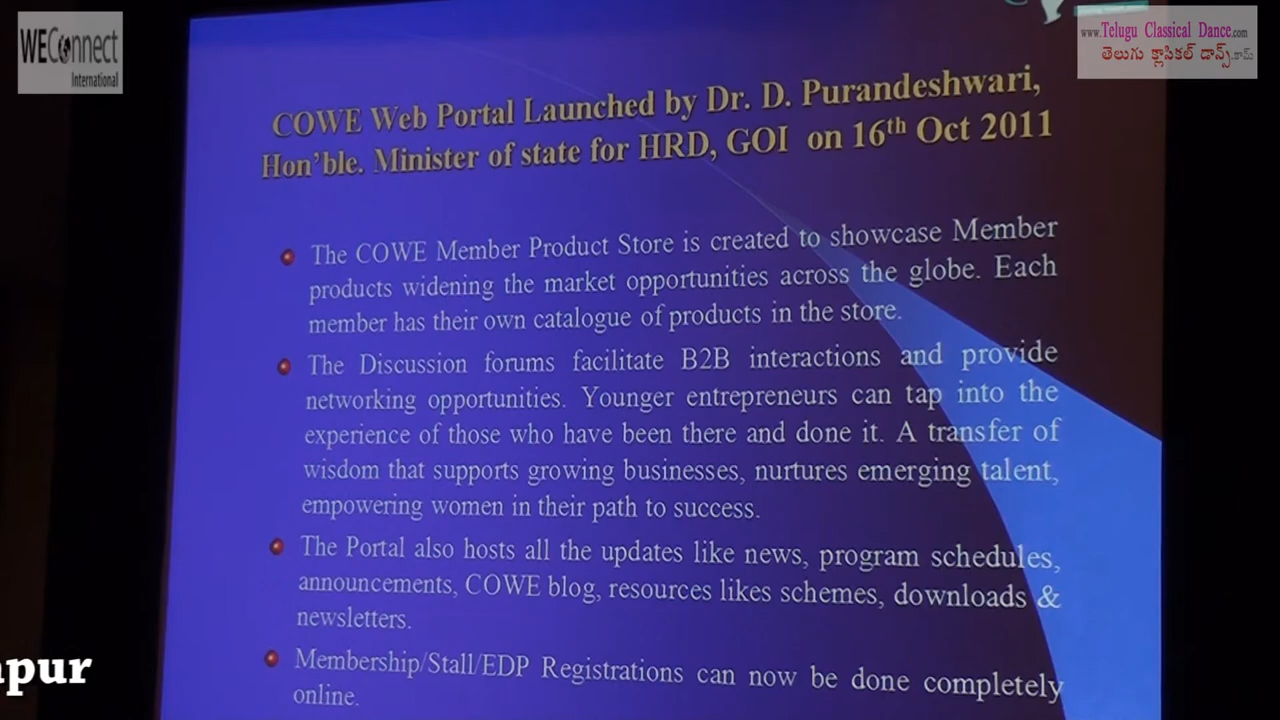 WEConnect
International
www.Telugu Classical Dance.com
తెలుగు క్లాసికల్ డాన్స్.కామ్
COWE Web Portal Launched by Dr. D. Purandeshwari,
Hon'ble. Minister of state for HRD, GOI on 16th Oct 2011
The COWE Member Product Store is created to showcase Member
products widening the market opportunities across the globe. Each
member has their own catalogue of products in the store.
The Discussion forums facilitate B2B interactions and provide
networking opportunities. Younger entrepreneurs can tap into the
experience of those who have been there and done it. A transfer of
wisdom that supports growing businesses, nurtures emerging talent,
empowering women in their path to success.
The Portal also hosts all the updates like news, program schedules,
announcements, COWE blog, resources likes schemes, downloads &
newsletters.
Membership/Stall/EDP Registrations can now be done completely
online.
apur